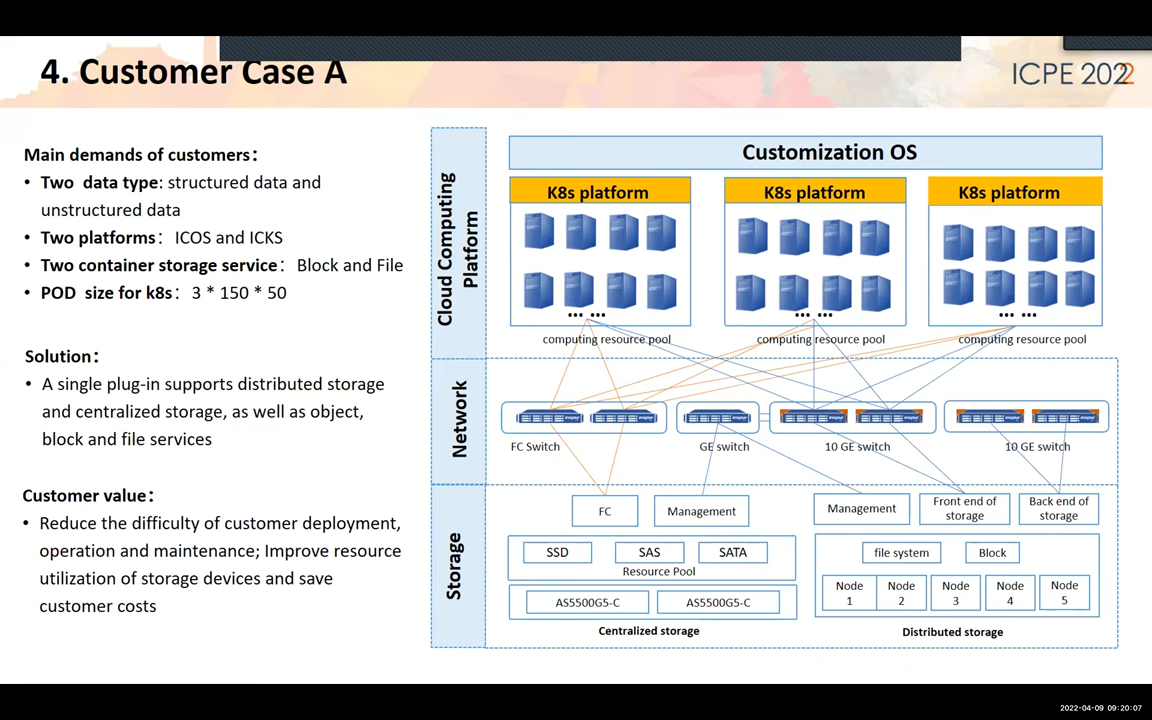 4. Customer Case A
ICPE 2022
Main demands of customers：
• Two data type: structured data and
unstructured data
• Two platforms： ICOS and ICKS
• Two container storage service： Block and File
• POD size for k8s： 3 * 150 * 50
Solution：
• A single plug-in supports distributed storage
and centralized storage, as well as object,
block and file services
Customer value：
• Reduce the difficulty of customer deployment,
operation and maintenance; Improve resource
utilization of storage devices and save
customer costs
Cloud Computing
Platform
Customization OS
K8s platform
K8s platform
K8s platform
••• •••
••• •••
••• •••
computing resource pool
computing resource pool
computing resource pool
Network
FC Switch
GE switch
10 GE switch
10 GE switch
Storage
FC
Management
Management
Front end of
storage
Back end of
storage
SSD
SAS
SATA
Resource Pool
AS5500G5-C
AS5500G5-C
Centralized storage
file system
Block
Node
1
Node
2
Node
3
Node
4
Node
5
Distributed storage
2022-04-09 09:20:07